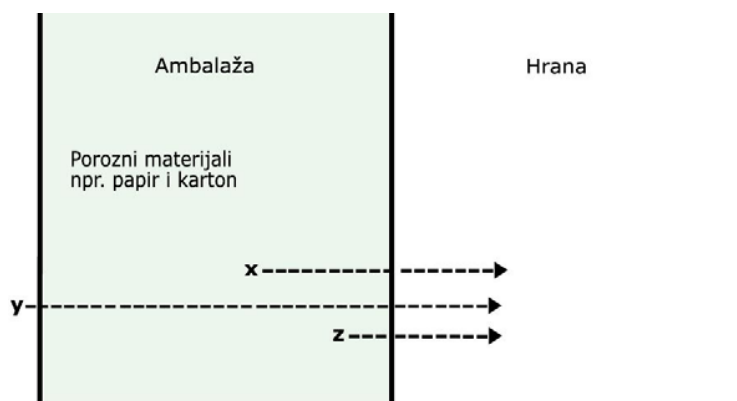 Ambalaža
Hrana
Porozni materijali
npr. papir i karton
x
y
z